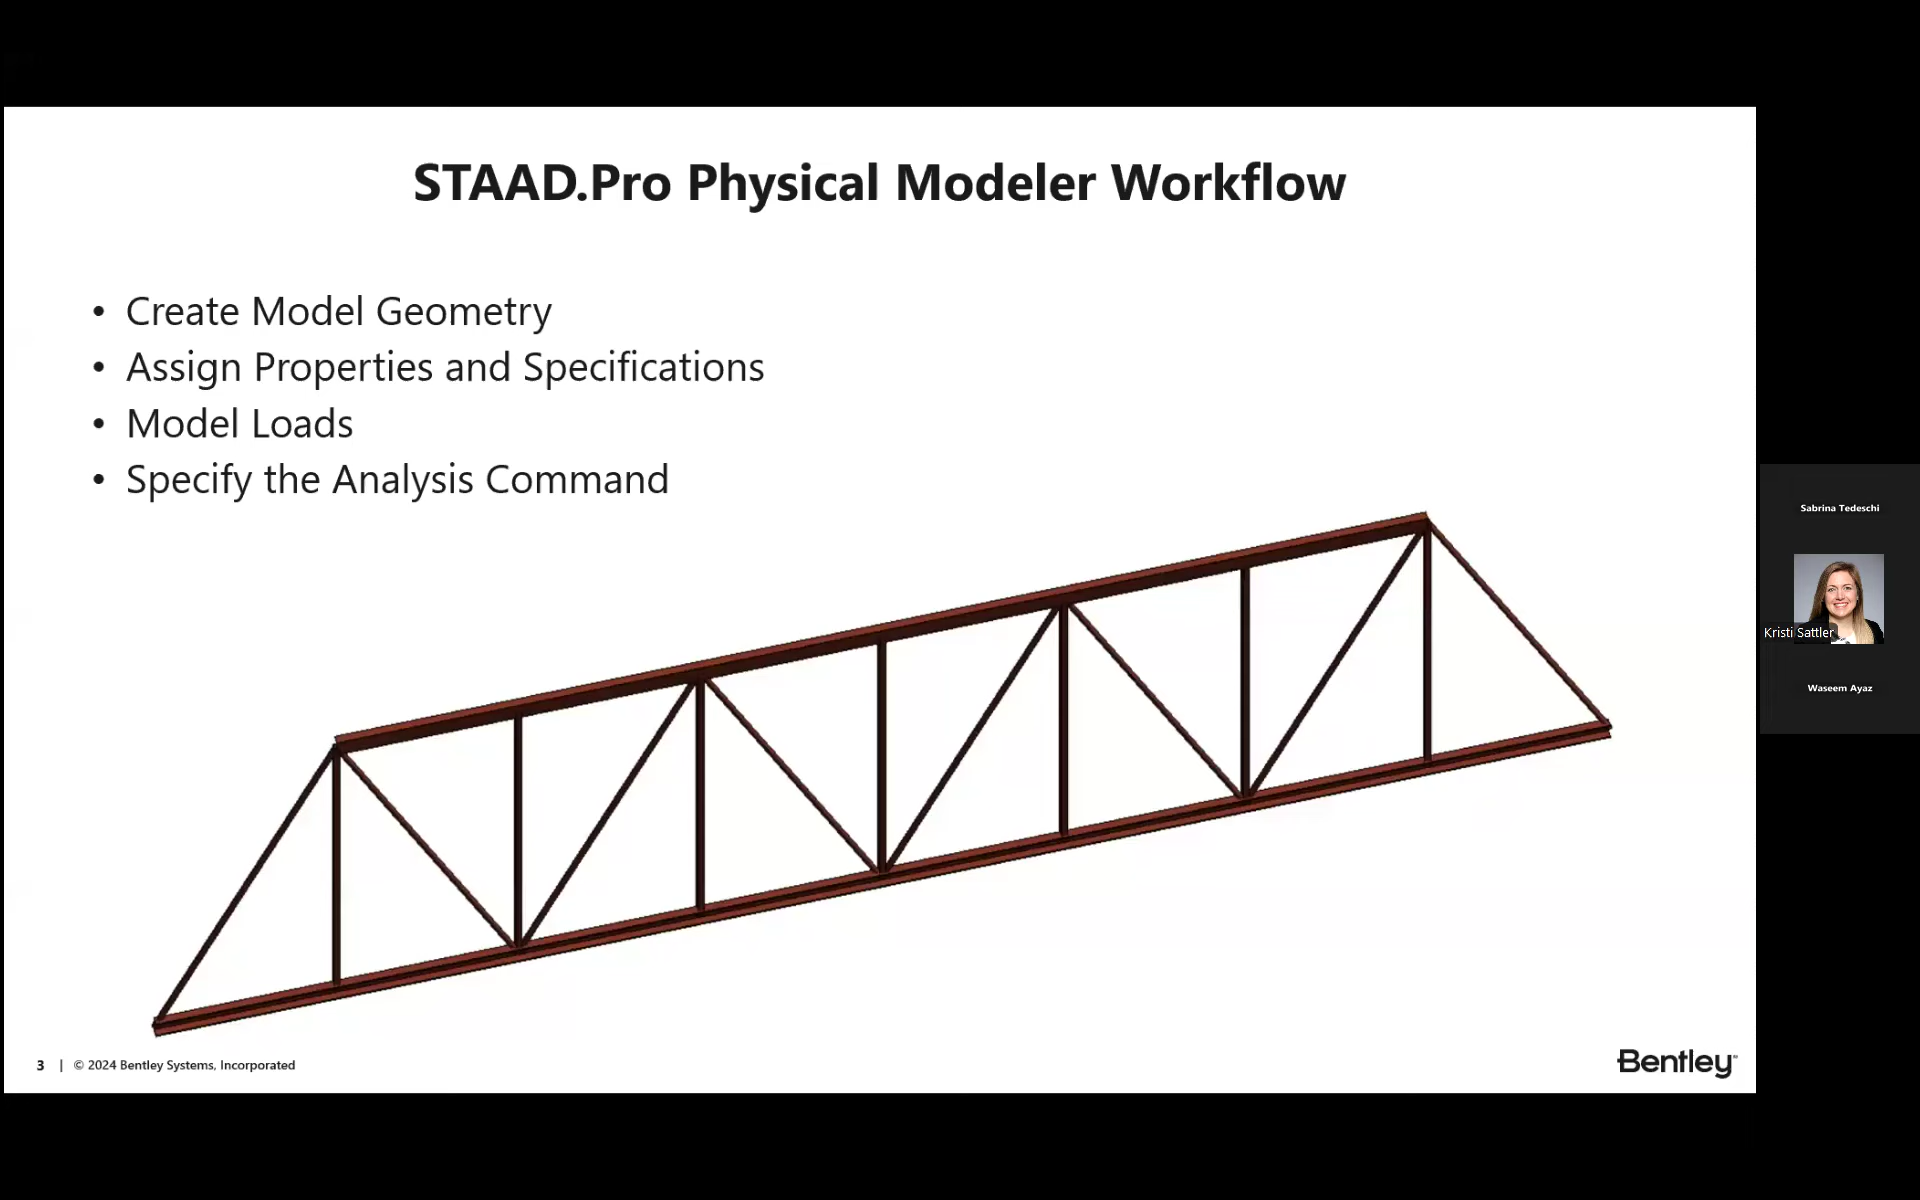 STAAD.Pro Physical Modeler Workflow
• Create Model Geometry
• Assign Properties and Specifications
• Model Loads
• Specify the Analysis Command
Sabrina Tedeschi
Kristi Sattler
Waseem Ayaz
3 | © 2024 Bentley Systems, Incorporated
Bentley®